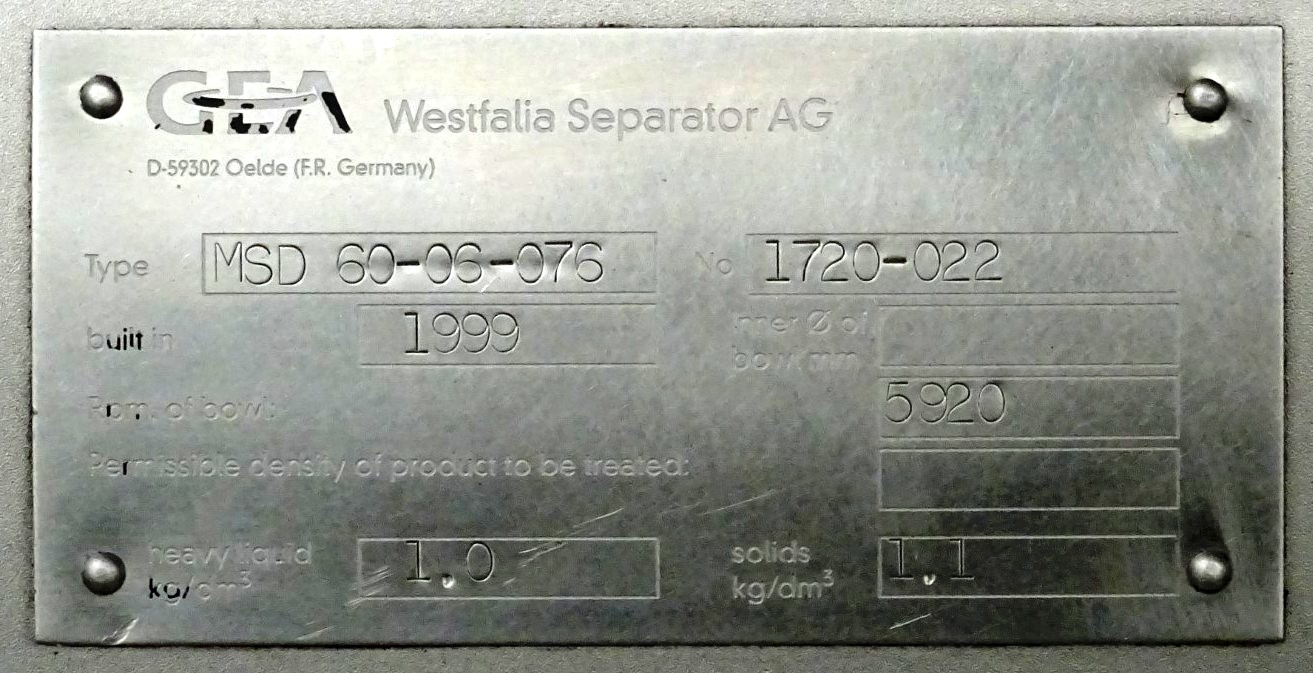 GEA Westfalia Separator AG
D-59302 Oelde (F.R. Germany)
Type MSD 60-06-076 No 1720-022
built in 1999 inner Ø of bowl mm
Rpm. of bowl: 5920
Permissible density of product to be treated:
heavy liquid kg/dm³ 1.0 solids kg/dm³ 1.1